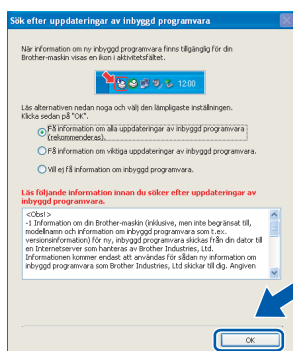 Sök efter uppdateringar av inbyggd programvara
När information om ny inbyggd programvara finns tillgänglig för din
Brother-maskin visas en ikon i aktivitetsfältet.
12:00
Läs alternativen nedan noga och välj den lämpligaste inställningen.
Klicka sedan på "OK".
Få information om alla uppdateringar av inbyggd programvara
(rekommenderas).
Få information om viktiga uppdateringar av inbyggd programvara.
Vill ej få information om inbyggd programvara.
Läs följande information innan du söker efter uppdateringar av
inbyggd programvara.
<Obs! >
-1 Information om din Brother-maskin (inklusive, men inte begränsat till,
modellnamn och information om inbyggd programvara som t.ex.
versionsinformation) för ny, inbyggd programvara skickas från din dator till
en Internetserver som hanteras av Brother Industries, Ltd.
Informationen kommer endast att användas för sådan ny information om
inbyggd programvara som Brother Industries, Ltd skickar till dig. Angiven
OK